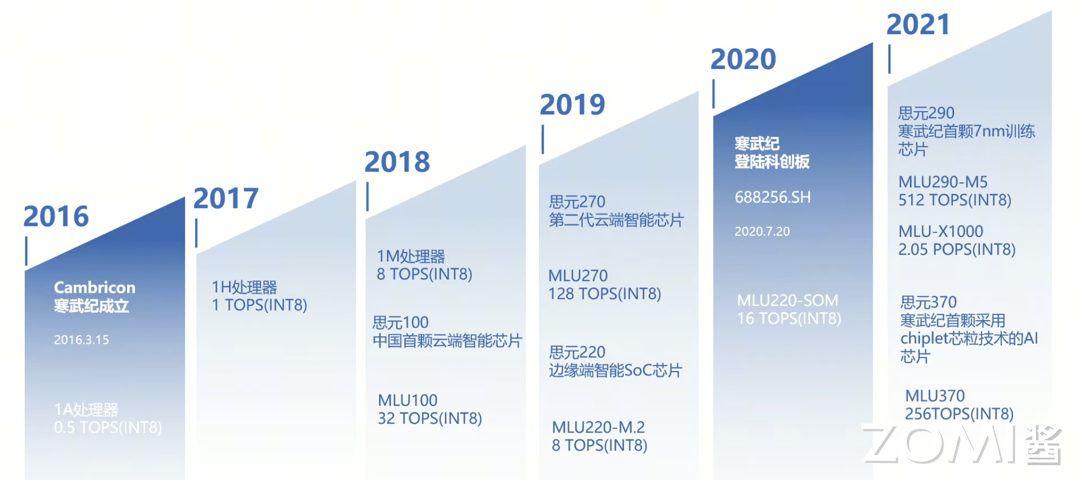 2016
Cambricon
寒武纪成立
2016.3.15
1A处理器
0.5 TOPS(INT8)
2017
1H处理器
1 TOPS(INT8)
2018
1M处理器
8 TOPS(INT8)
思元100
中国首颗云端智能芯片
MLU100
32 TOPS(INT8)
2019
思元270
第二代云端智能芯片
MLU270
128 TOPS(INT8)
思元220
边缘端智能SoC芯片
MLU220-M.2
8 TOPS(INT8)
2020
寒武纪
登陆科创板
688256.SH
2020.7.20
MLU220-SOM
16 TOPS(INT8)
2021
思元290
寒武纪首颗7nm训练
芯片
MLU290-M5
512 TOPS(INT8)
MLU-X1000
2.05 POPS(INT8)
思元370
寒武纪首颗采用
chiplet芯粒技术的AI
芯片
MLU370
256TOPS(INT8)
ZOMI酱